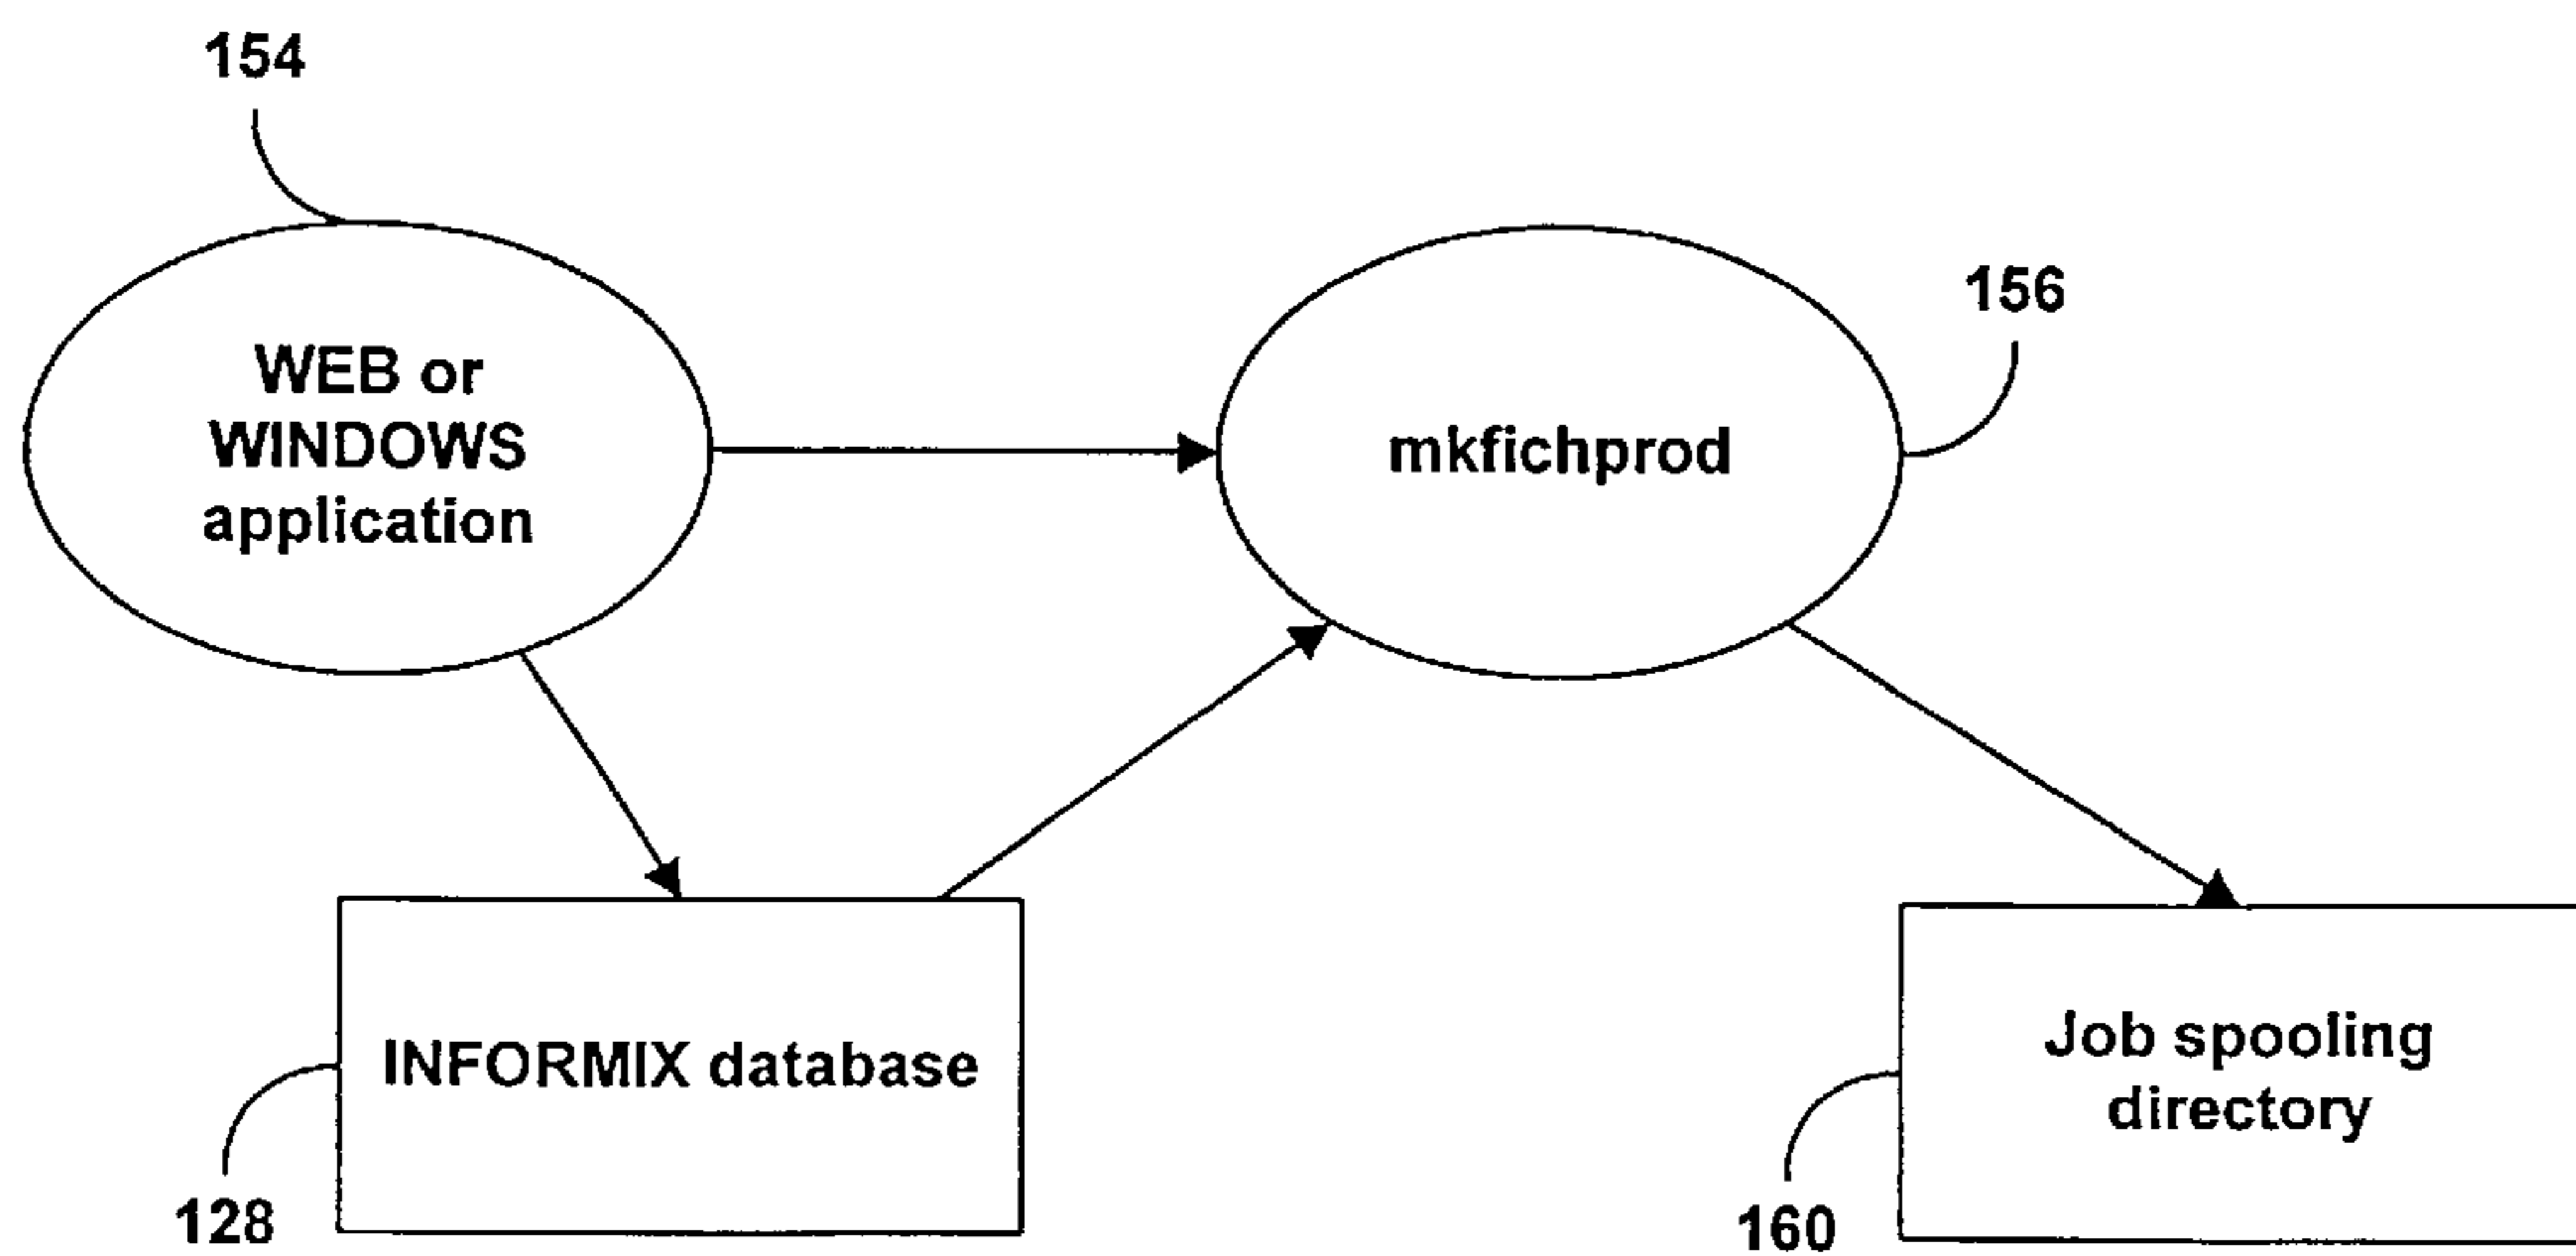 154
WEB or
WINDOWS
application
mkfichprod
156
INFORMIX database
128
Job spooling
directory
160